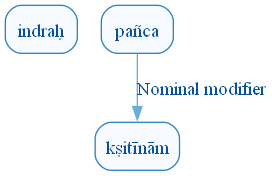 indraḥ pañca
Nominal modifier
kṣitīnām